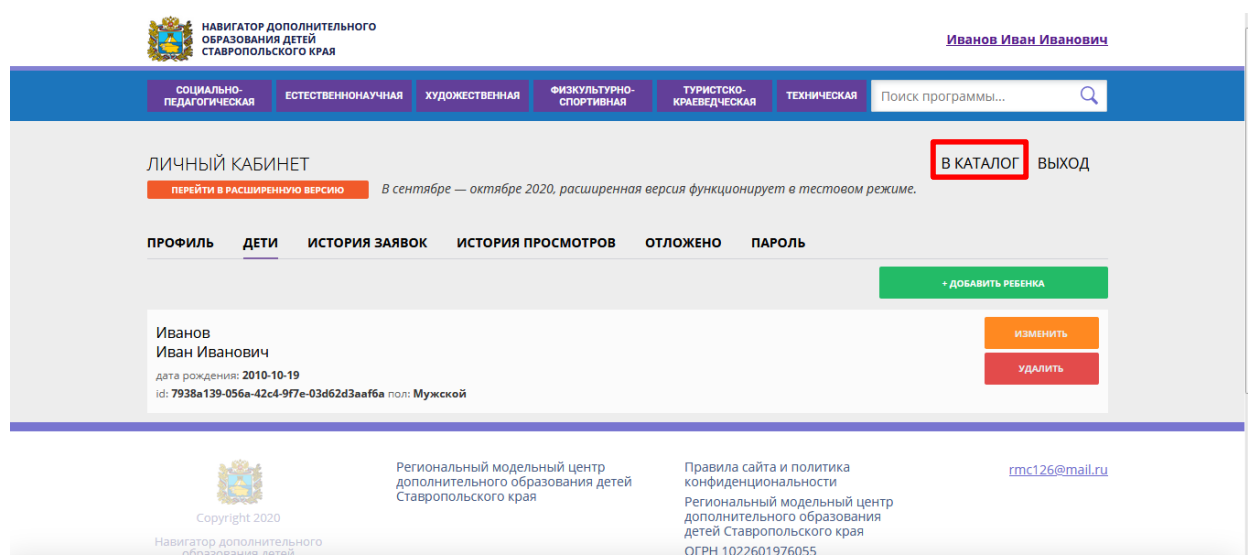 НАВИГАТОР ДОПОЛНИТЕЛЬНОГО
ОБРАЗОВАНИЯ ДЕТЕЙ
СТАВРОПОЛЬСКОГО КРАЯ
Иванов Иван Иванович
СОЦИАЛЬНО-
ПЕДАГОГИЧЕСКАЯ
ЕСТЕСТВЕННОНАУЧНАЯ
ХУДОЖЕСТВЕННАЯ
ФИЗКУЛЬТУРНО-
СПОРТИВНАЯ
ТУРИСТСКО-
КРАЕВЕДЧЕСКАЯ
ТЕХНИЧЕСКАЯ
Поиск программы...
ЛИЧНЫЙ КАБИНЕТ
В КАТАЛОГ
ВЫХОД
ПЕРЕЙТИ В РАСШИРЕННУЮ ВЕРСИЮ
В сентябре — октябре 2020, расширенная версия функционирует в тестовом режиме.
ПРОФИЛЬ
ДЕТИ
ИСТОРИЯ ЗАЯВОК
ИСТОРИЯ ПРОСМОТРОВ
ОТЛОЖЕНО
ПАРОЛЬ
+ ДОБАВИТЬ РЕБЕНКА
Иванов
Иван Иванович
дата рождения: 2010-10-19
id: 7938a139-056a-42c4-9f7e-03d62d3aaf6a пол: Мужской
ИЗМЕНИТЬ
УДАЛИТЬ
Copyright 2020
Навигатор дополнительного
образования детей
Региональный модельный центр
дополнительного образования детей
Ставропольского края
Правила сайта и политика
конфиденциональности
Региональный модельный центр
дополнительного образования
детей Ставропольского края
ОГРН 1022601976055
rmc126@mail.ru